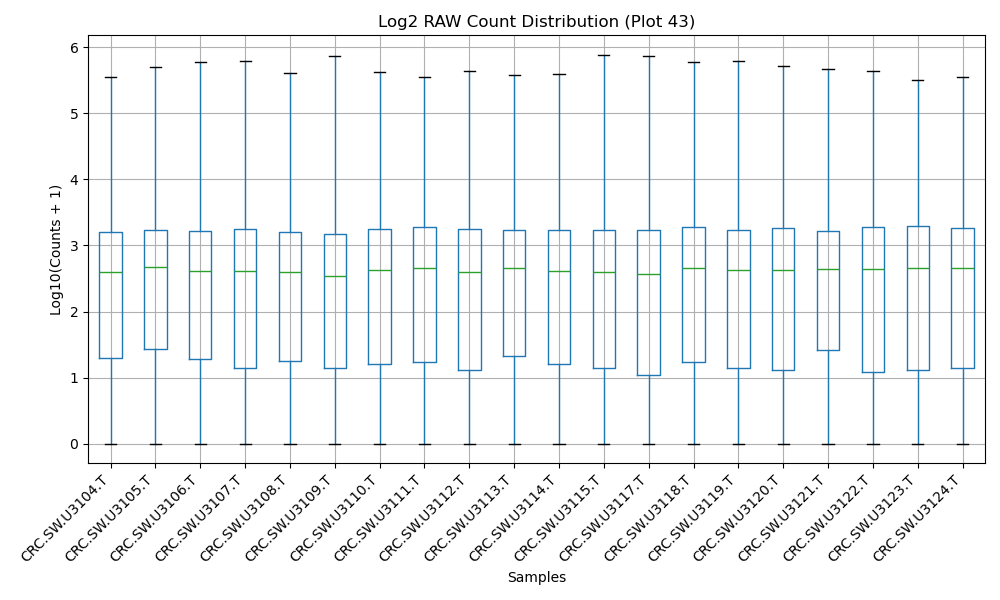 Log2 RAW Count Distribution (Plot 43)
Log10(Counts + 1)
6
5
4
3
2
1
0
CRC.SW.U3104.T
CRC.SW.U3105.T
CRC.SW.U3106.T
CRC.SW.U3107.T
CRC.SW.U3108.T
CRC.SW.U3109.T
CRC.SW.U3110.T
CRC.SW.U3111.T
CRC.SW.U3112.T
CRC.SW.U3113.T
CRC.SW.U3114.T
CRC.SW.U3115.T
CRC.SW.U3117.T
CRC.SW.U3118.T
CRC.SW.U3119.T
CRC.SW.U3120.T
CRC.SW.U3121.T
CRC.SW.U3122.T
CRC.SW.U3123.T
CRC.SW.U3124.T
Samples